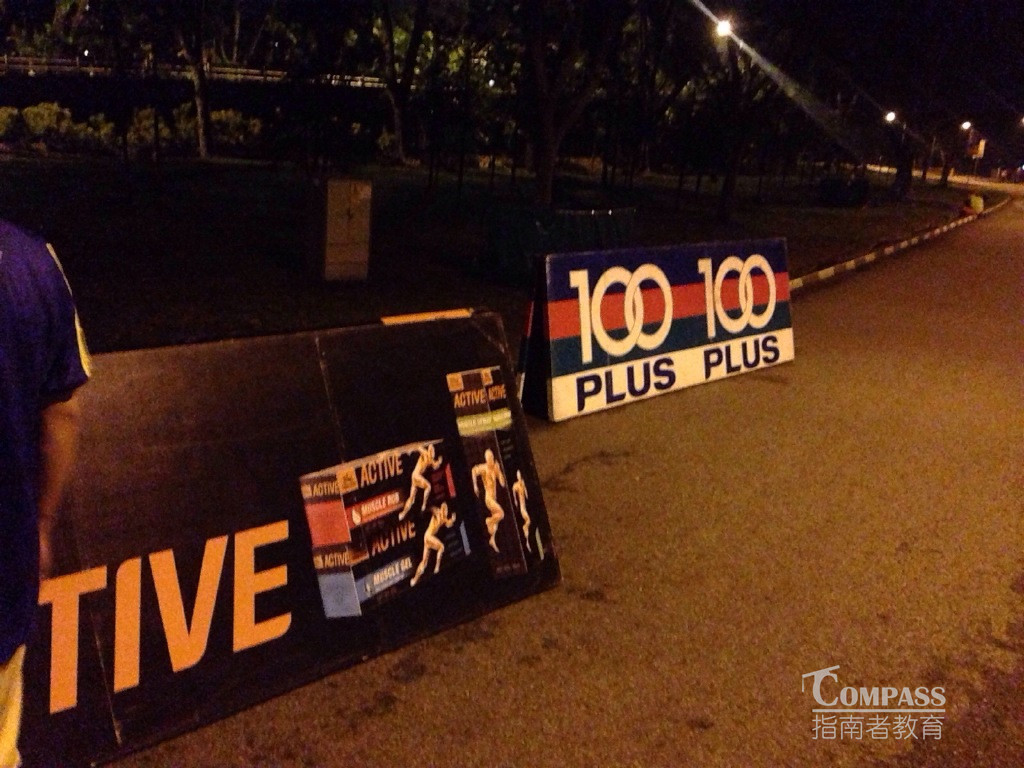 100 100
PLUS PLUS
ACTIVE ACTIVE
ACTIVE ACTIVE
MUSCLE RUB
ACTIVE ACTIVE
MUSCLE GEL
TIVE
COMPASS
指南者教育